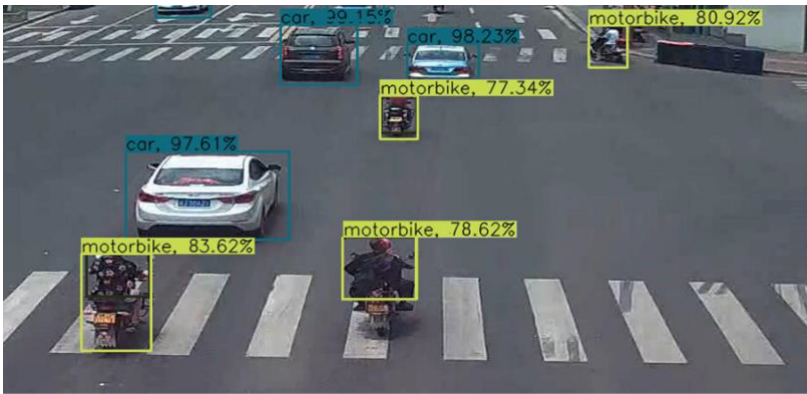 car, 99.15%
motorbike, 80.92%
car, 98.23%
motorbike, 77.34%
car, 97.61%
motorbike, 78.62%
motorbike, 83.62%